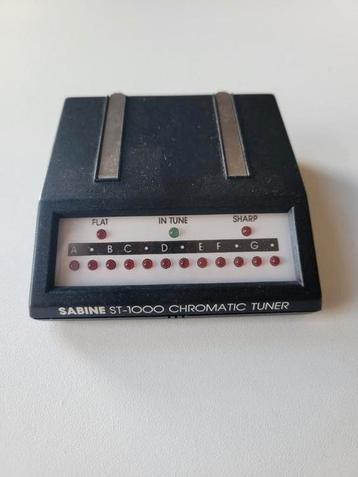 FLAT IN TUNE SHARP
A • B C • D • E F • G •
SABINE ST-1000 CHROMATIC TUNER